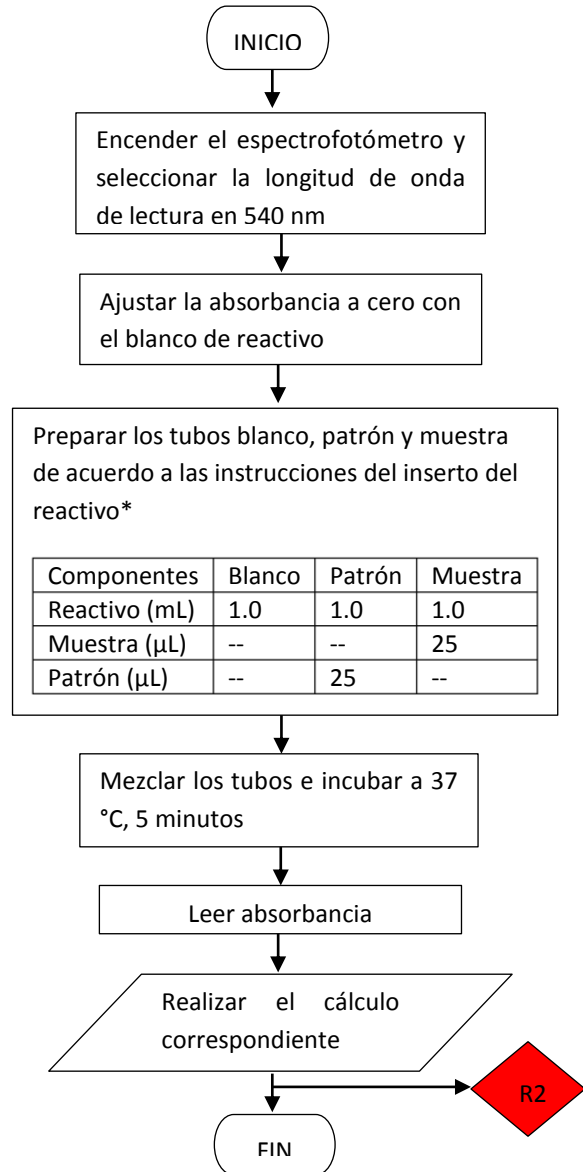 INICIO
Encender el espectrofotómetro y
seleccionar la longitud de onda
de lectura en 540 nm
Ajustar la absorbancia a cero con
el blanco de reactivo
Preparar los tubos blanco, patrón y muestra
de acuerdo a las instrucciones del inserto del
reactivo*
Componentes Blanco Patrón Muestra
Reactivo (mL) 1.0 1.0 1.0
Muestra (µL) -- -- 25
Patrón (µL) -- 25 --
Mezclar los tubos e incubar a 37
°C, 5 minutos
Leer absorbancia
Realizar el cálculo
correspondiente
R2
FIN